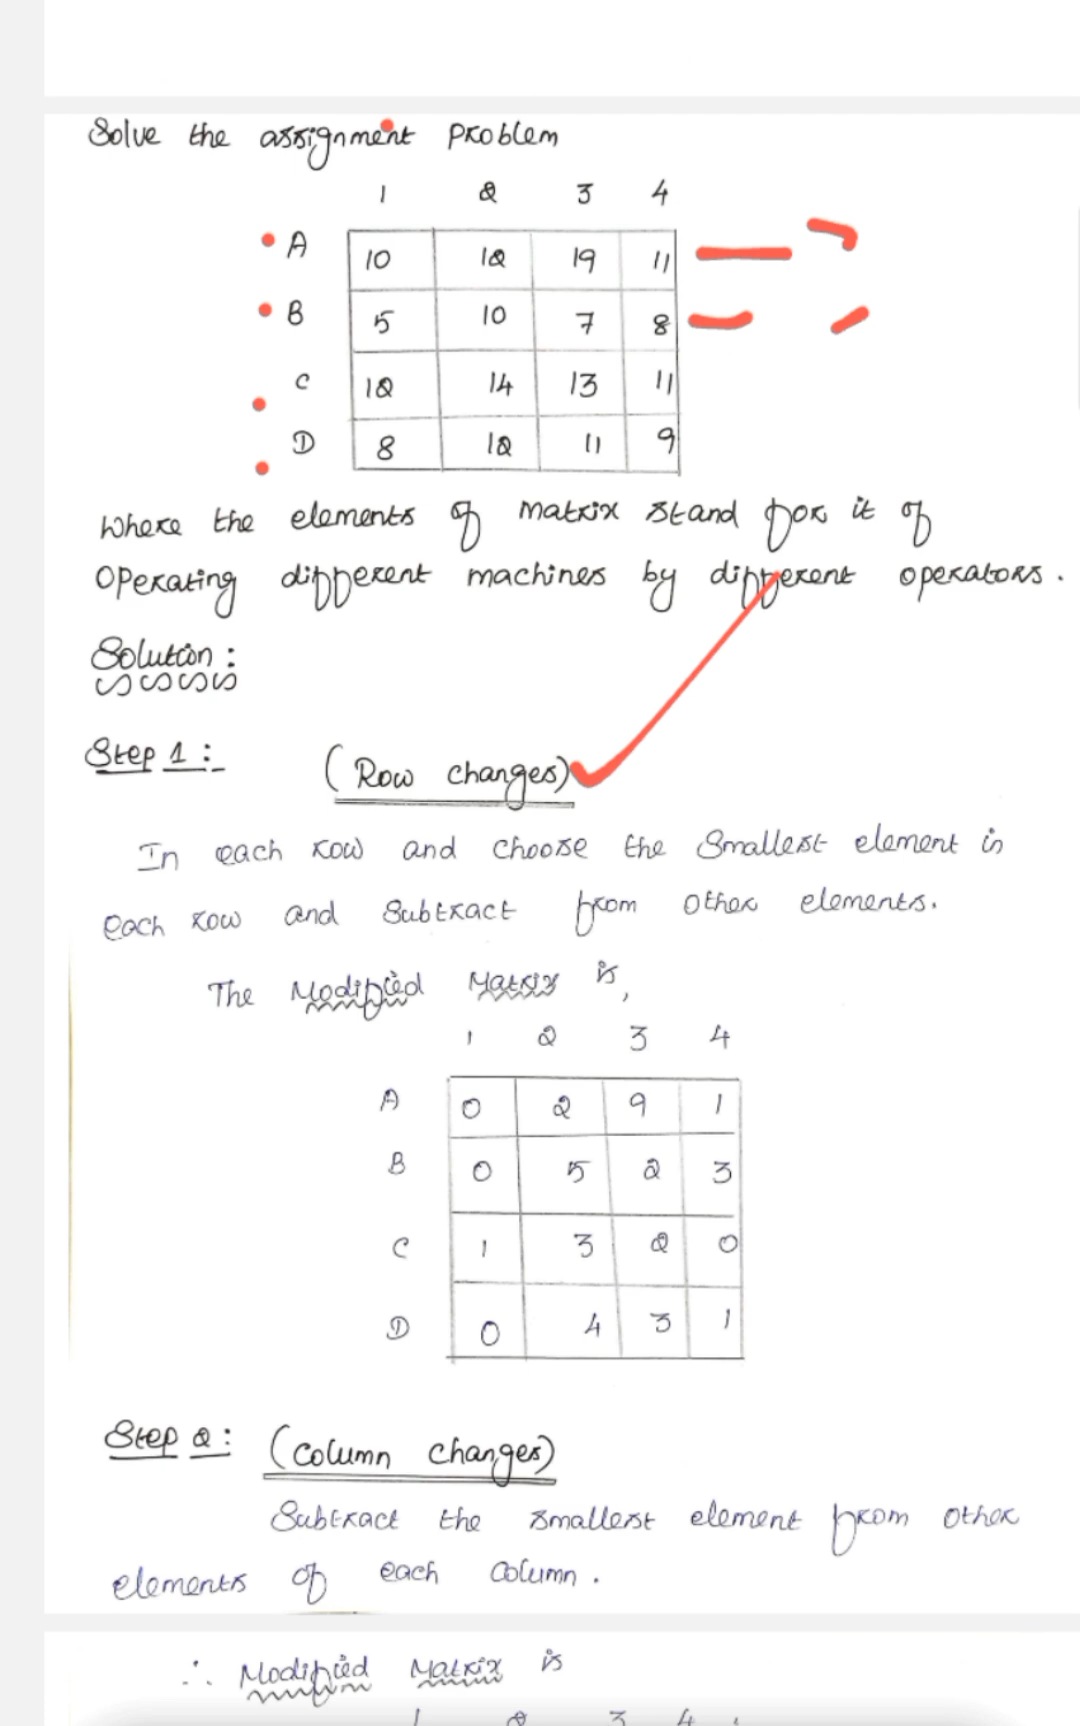 Solve the assignment Problem
1 2 3 4
A 10 12 19 11
B 5 10 7 8
C 12 14 13 11
D 8 12 11 9
where the elements of matrix stand for it of
Operating different machines by different operators.
Solution :
Step 1 :- (Row changes)
In each row and choose the Smallest element in
each row and Subtract from other elements.
The Modified Matrix is,
1 2 3 4
A 0 2 9 1
B 0 5 2 3
C 1 3 2 0
D 0 4 3 1
Step 2 : (Column changes)
Subtract the smallest element from other
elements of each column.
∴ Modified Matrix is
1 2 3 4